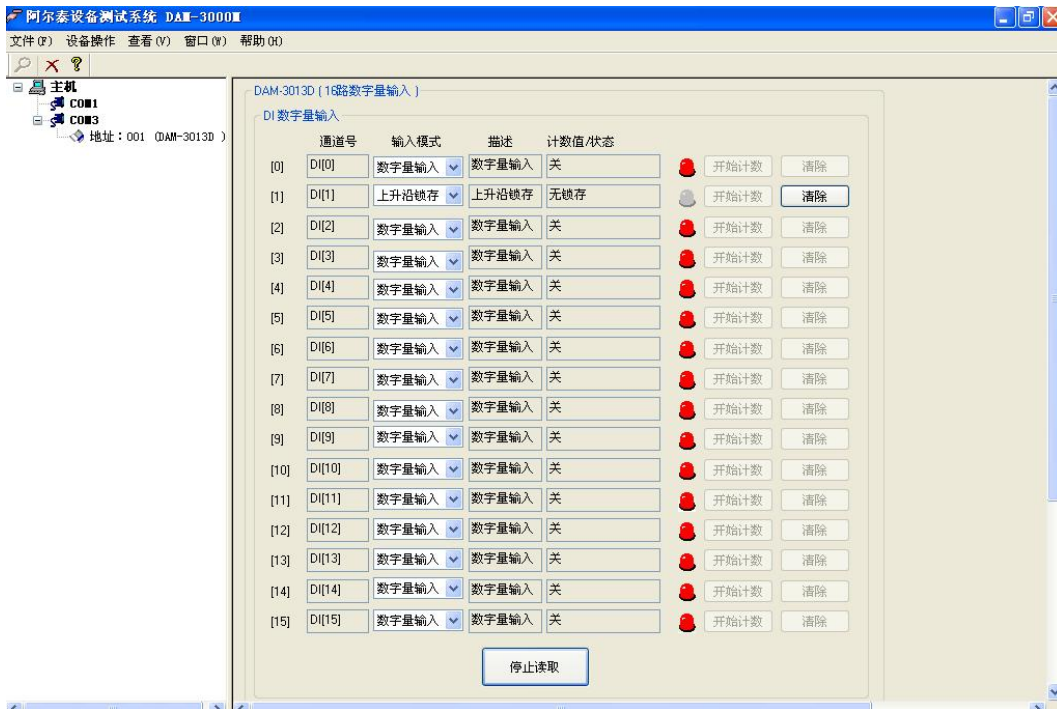 阿尔泰设备测试系统 DAM-3000M
文件(F) 设备操作 查看(V) 窗口(W) 帮助(H)
主机
COM1
COM3
地址：001 (DAM-3013D )
DAM-3013D ( 16路数字量输入 )
DI 数字量输入
通道号 输入模式 描述 计数值/状态
[0] DI[0] 数字量输入 数字量输入 关 开始计数 清除
[1] DI[1] 上升沿锁存 上升沿锁存 无锁存 开始计数 清除
[2] DI[2] 数字量输入 数字量输入 关 开始计数 清除
[3] DI[3] 数字量输入 数字量输入 关 开始计数 清除
[4] DI[4] 数字量输入 数字量输入 关 开始计数 清除
[5] DI[5] 数字量输入 数字量输入 关 开始计数 清除
[6] DI[6] 数字量输入 数字量输入 关 开始计数 清除
[7] DI[7] 数字量输入 数字量输入 关 开始计数 清除
[8] DI[8] 数字量输入 数字量输入 关 开始计数 清除
[9] DI[9] 数字量输入 数字量输入 关 开始计数 清除
[10] DI[10] 数字量输入 数字量输入 关 开始计数 清除
[11] DI[11] 数字量输入 数字量输入 关 开始计数 清除
[12] DI[12] 数字量输入 数字量输入 关 开始计数 清除
[13] DI[13] 数字量输入 数字量输入 关 开始计数 清除
[14] DI[14] 数字量输入 数字量输入 关 开始计数 清除
[15] DI[15] 数字量输入 数字量输入 关 开始计数 清除
停止读取